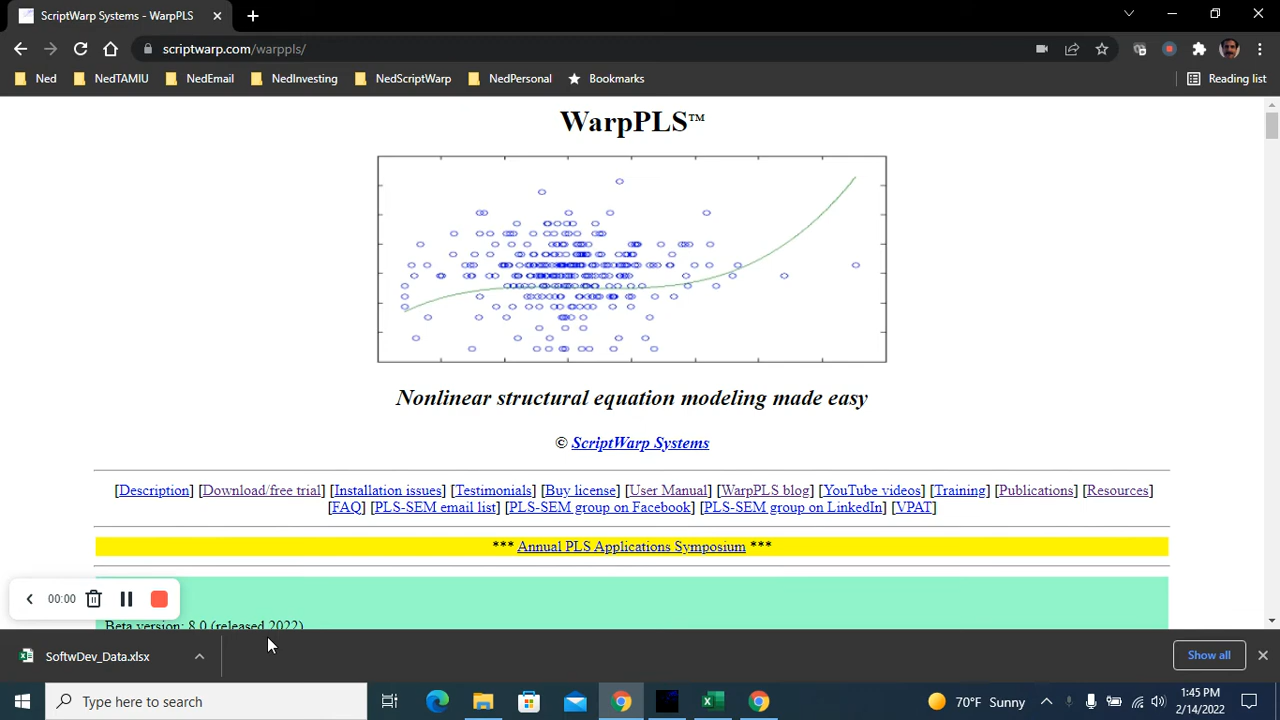 ScriptWarp Systems - WarpPLS
scriptwarp.com/warppls/
Ned NedTAMIU NedEmail NedInvesting NedScriptWarp NedPersonal Bookmarks Reading list
WarpPLS™
Nonlinear structural equation modeling made easy
© ScriptWarp Systems
[Description] [Download/free trial] [Installation issues] [Testimonials] [Buy license] [User Manual] [WarpPLS blog] [YouTube videos] [Training] [Publications] [Resources]
[FAQ] [PLS-SEM email list] [PLS-SEM group on Facebook] [PLS-SEM group on LinkedIn] [VPAT]
*** Annual PLS Applications Symposium ***
00:00
Beta version: 8.0 (released 2022)
SoftwDev_Data.xlsx Show all
Type here to search 70°F Sunny 1:45 PM
2/14/2022